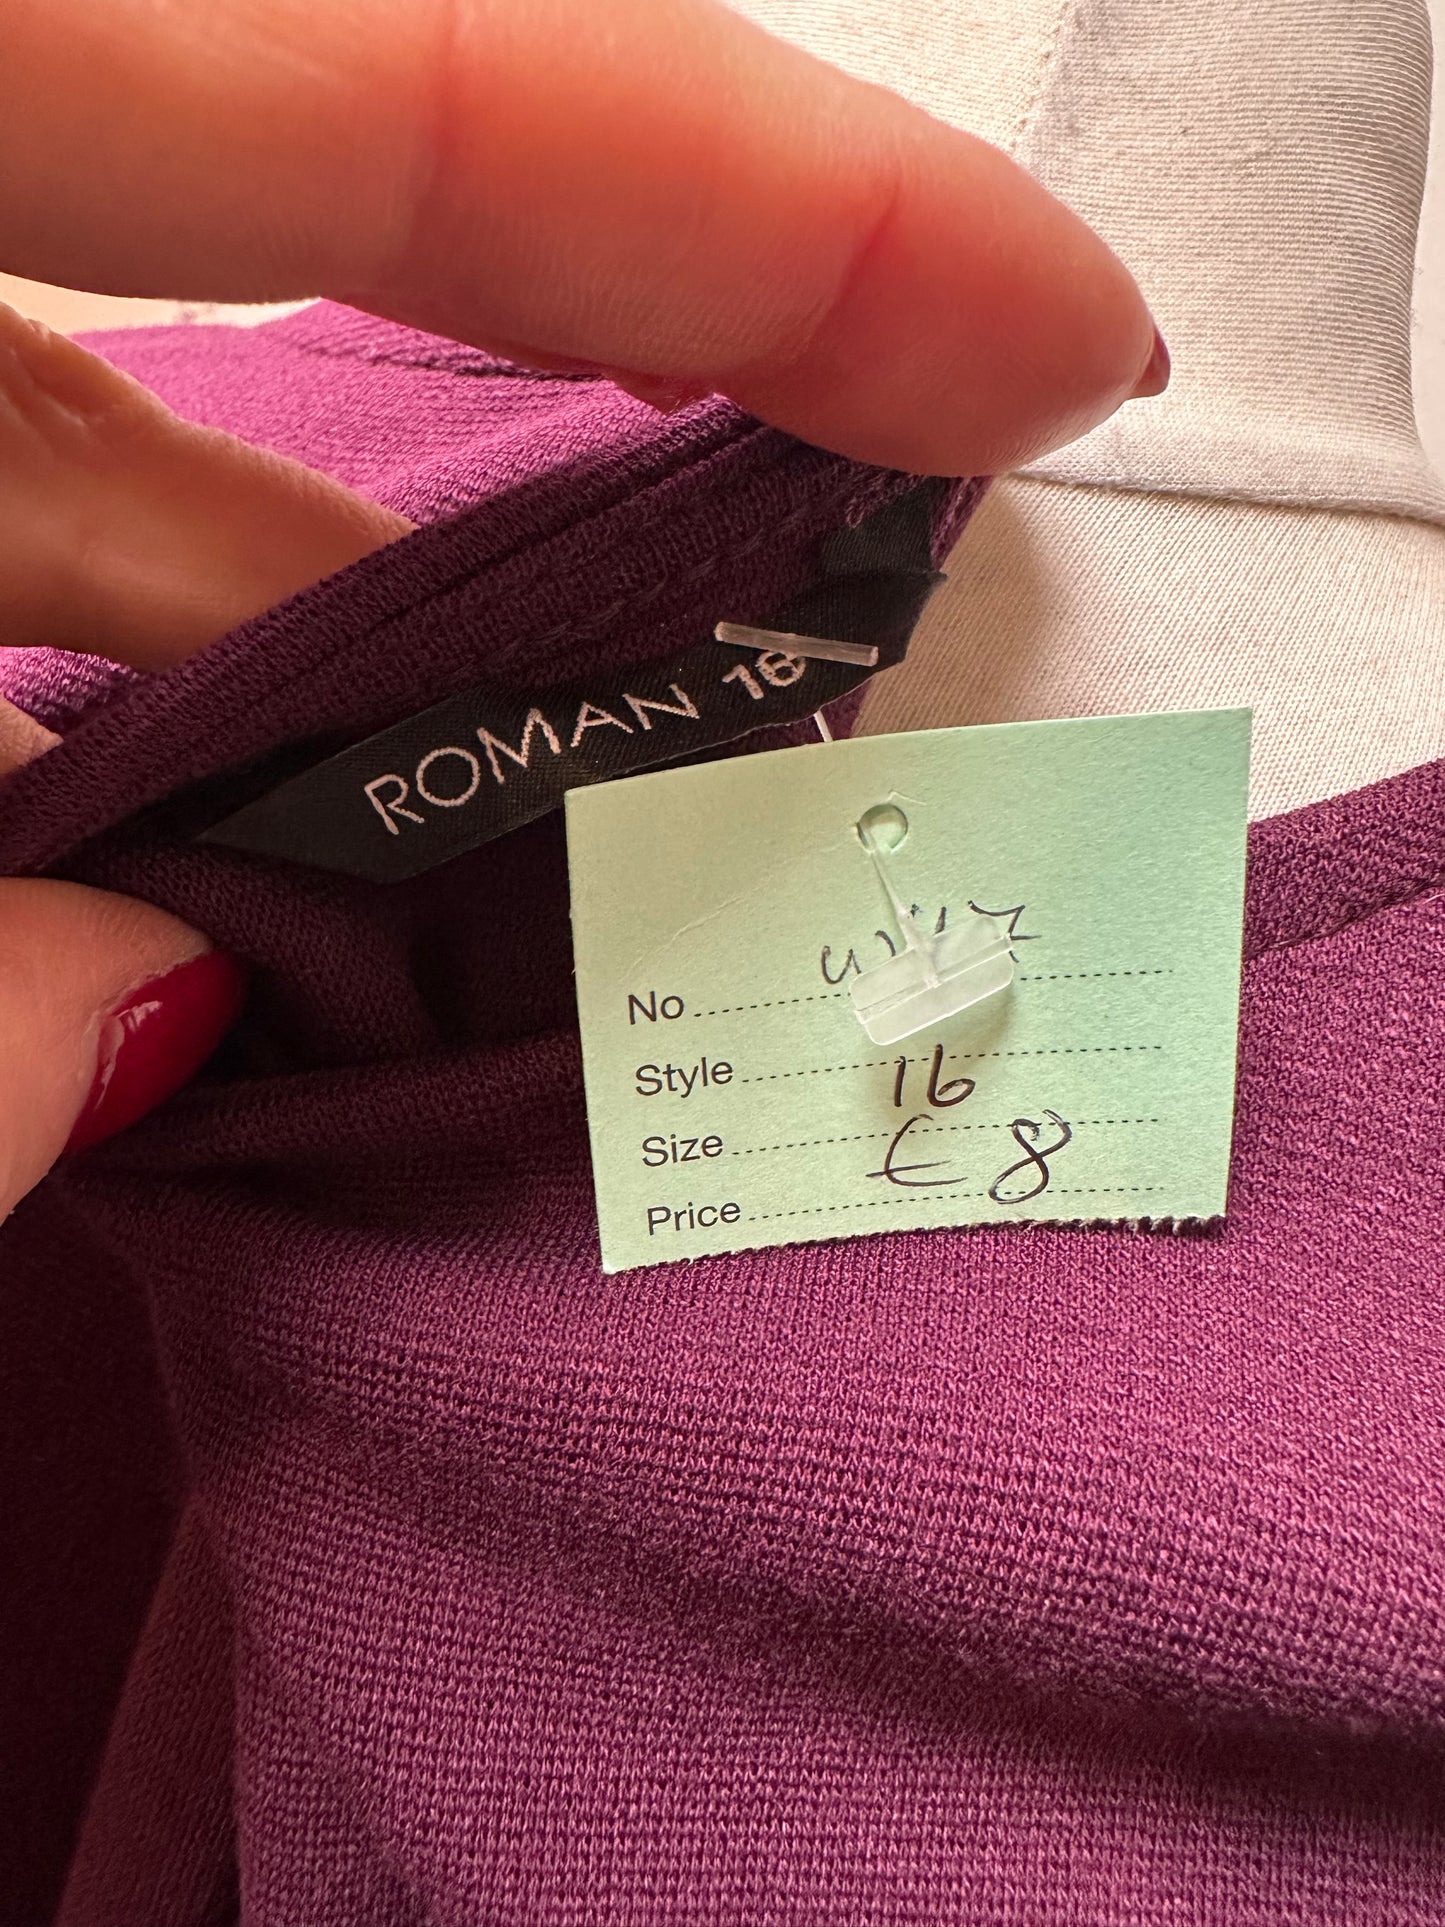 ROMAN 16
No
Style 16
Size £8
Price